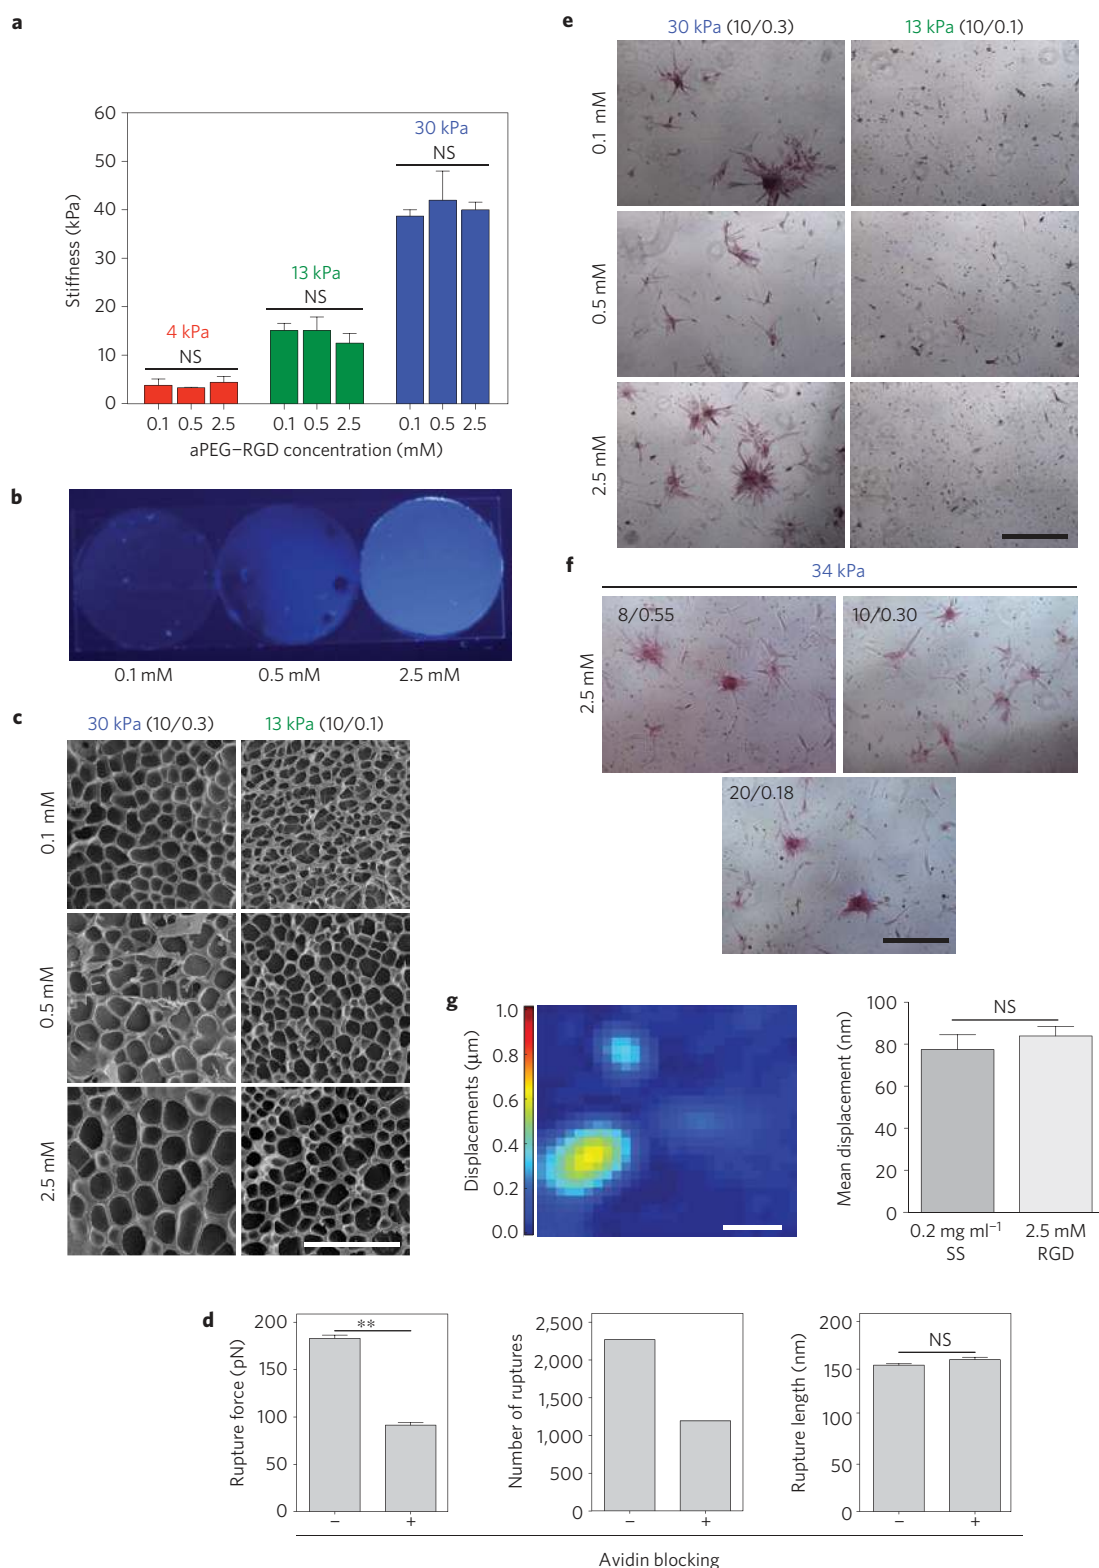 a
60
50
40
30
20
10
0
Stiffness (kPa)
4 kPa
NS
13 kPa
NS
30 kPa
NS
0.1 0.5 2.5 0.1 0.5 2.5 0.1 0.5 2.5
aPEG–RGD concentration (mM)
b
0.1 mM 0.5 mM 2.5 mM
c
30 kPa (10/0.3) 13 kPa (10/0.1)
0.1 mM
0.5 mM
2.5 mM
e
30 kPa (10/0.3) 13 kPa (10/0.1)
0.1 mM
0.5 mM
2.5 mM
f
34 kPa
2.5 mM
8/0.55 10/0.30
20/0.18
g
1.0
0.8
0.6
0.4
0.2
0.0
Displacements (μm)
100
80
60
40
20
0
Mean displacement (nm)
NS
0.2 mg ml⁻¹ 2.5 mM
SS RGD
d
200
150
100
50
0
Rupture force (pN)
**
– +
2,500
2,000
1,500
1,000
500
0
Number of ruptures
– +
200
150
100
50
0
Rupture length (nm)
NS
– +
Avidin blocking